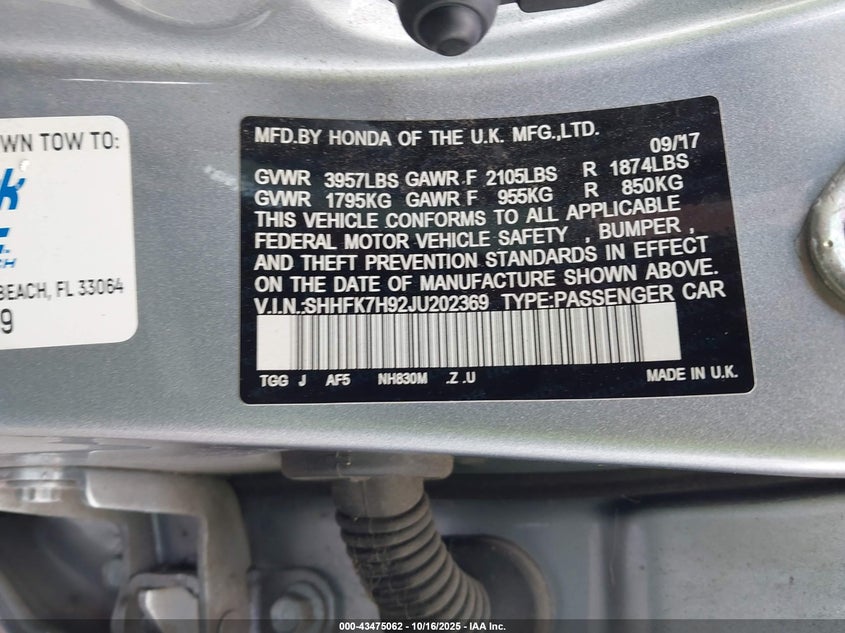 WN TOW TO:
BEACH, FL 33064
9
MFD.BY HONDA OF THE U.K. MFG.,LTD.
09/17
GVWR 3957LBS GAWR F 2105LBS R 1874LBS
GVWR 1795KG GAWR F 955KG R 850KG
THIS VEHICLE CONFORMS TO ALL APPLICABLE
FEDERAL MOTOR VEHICLE SAFETY , BUMPER ,
AND THEFT PREVENTION STANDARDS IN EFFECT
ON THE DATE OF MANUFACTURE SHOWN ABOVE.
V.I.N.:SHHFK7H92JU202369 TYPE:PASSENGER CAR
TGG J AF5 NH830M .Z .U MADE IN U.K.
000-43475062 - 10/16/2025 - IAA Inc.